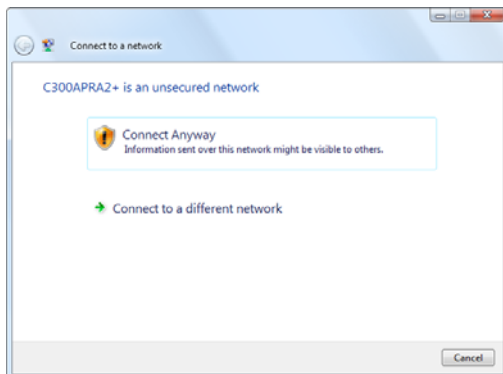 Connect to a network
C300APRA2+ is an unsecured network
Connect Anyway
Information sent over this network might be visible to others.
Connect to a different network
Cancel